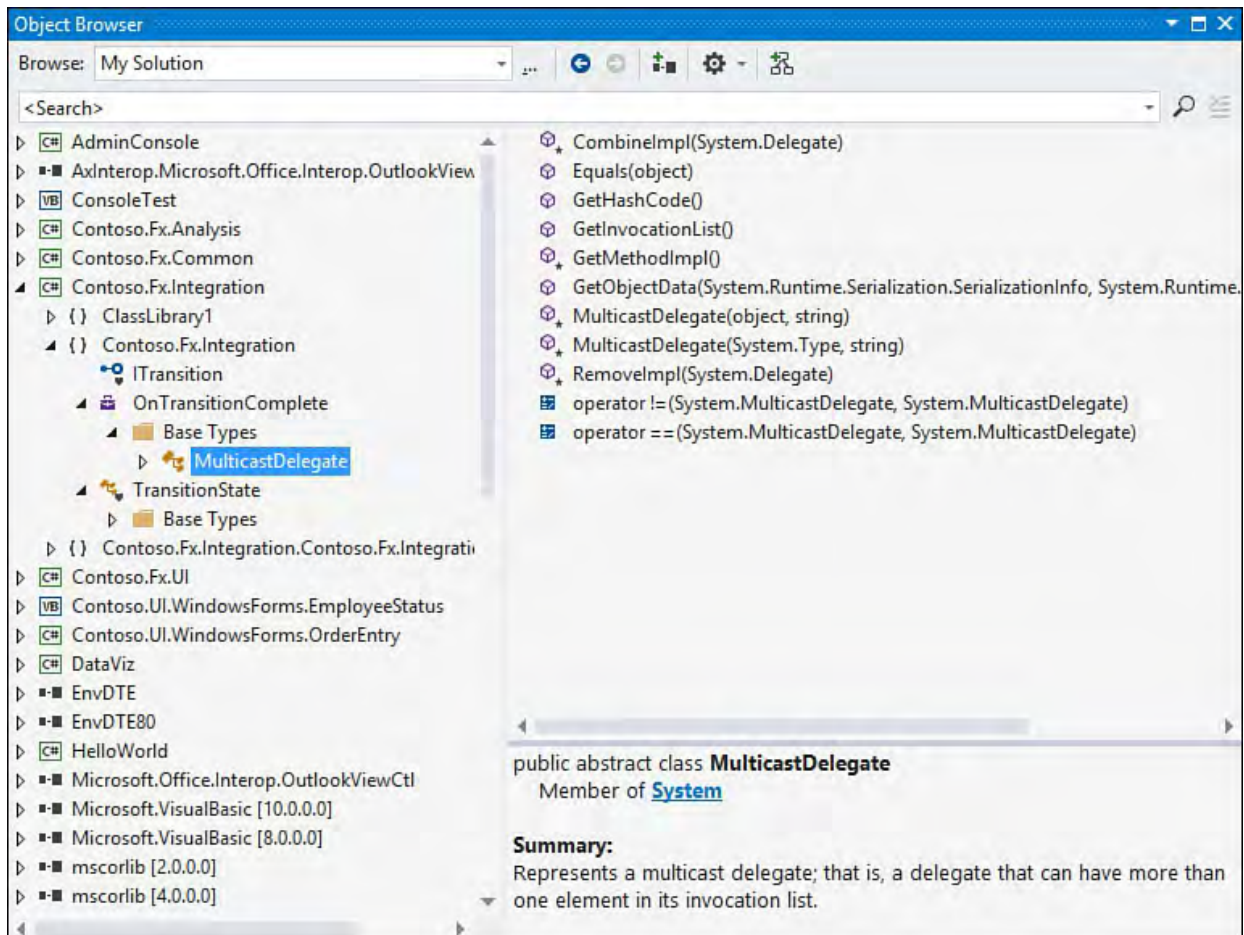 Object Browser
Browse: My Solution
...
<Search>
C# AdminConsole
AxInterop.Microsoft.Office.Interop.OutlookView
VB ConsoleTest
C# Contoso.Fx.Analysis
C# Contoso.Fx.Common
C# Contoso.Fx.Integration
{ } ClassLibrary1
{ } Contoso.Fx.Integration
ITransition
OnTransitionComplete
Base Types
MulticastDelegate
TransitionState
Base Types
{ } Contoso.Fx.Integration.Contoso.Fx.Integrati
C# Contoso.Fx.UI
VB Contoso.UI.WindowsForms.EmployeeStatus
C# Contoso.UI.WindowsForms.OrderEntry
C# DataViz
EnvDTE
EnvDTE80
C# HelloWorld
Microsoft.Office.Interop.OutlookViewCtl
Microsoft.VisualBasic [10.0.0.0]
Microsoft.VisualBasic [8.0.0.0]
mscorlib [2.0.0.0]
mscorlib [4.0.0.0]
CombineImpl(System.Delegate)
Equals(object)
GetHashCode()
GetInvocationList()
GetMethodImpl()
GetObjectData(System.Runtime.Serialization.SerializationInfo, System.Runtime.
MulticastDelegate(object, string)
MulticastDelegate(System.Type, string)
RemoveImpl(System.Delegate)
operator !=(System.MulticastDelegate, System.MulticastDelegate)
operator ==(System.MulticastDelegate, System.MulticastDelegate)
public abstract class MulticastDelegate
Member of System
Summary:
Represents a multicast delegate; that is, a delegate that can have more than
one element in its invocation list.